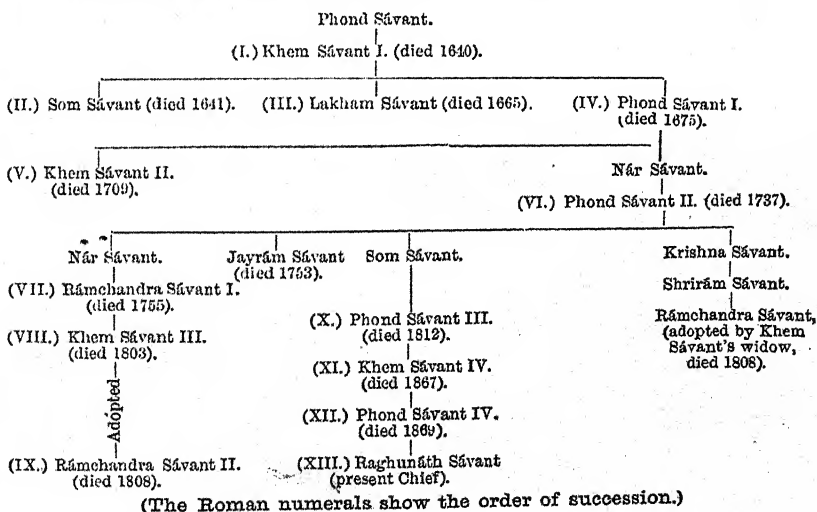 Phond Sávant.
(I.) Khem Sávant I. (died 1640).
(II.) Som Sávant (died 1641). (III.) Lakham Sávant (died 1665). (IV.) Phond Sávant I.
(died 1675).
(V.) Khem Sávant II. Nár Sávant.
(died 1709).
(VI.) Phond Sávant II. (died 1737).
Nár Sávant. Jayrám Sávant Som Sávant. Krishna Sávant.
(died 1753).
(VII.) Rámchandra Sávant I. Shrirám Sávant.
(died 1755).
(X.) Phond Sávant III. Rámchandra Sávant,
(VIII.) Khem Sávant III. (died 1812). (adopted by Khem
(died 1803). Sávant's widow,
(XI.) Khem Sávant IV. died 1808).
(died 1867).
Adopted
(XII.) Phond Sávant IV.
(died 1869).
(IX.) Rámchandra Sávant II. (XIII.) Raghunáth Sávant
(died 1808). (present Chief).
(The Roman numerals show the order of succession.)